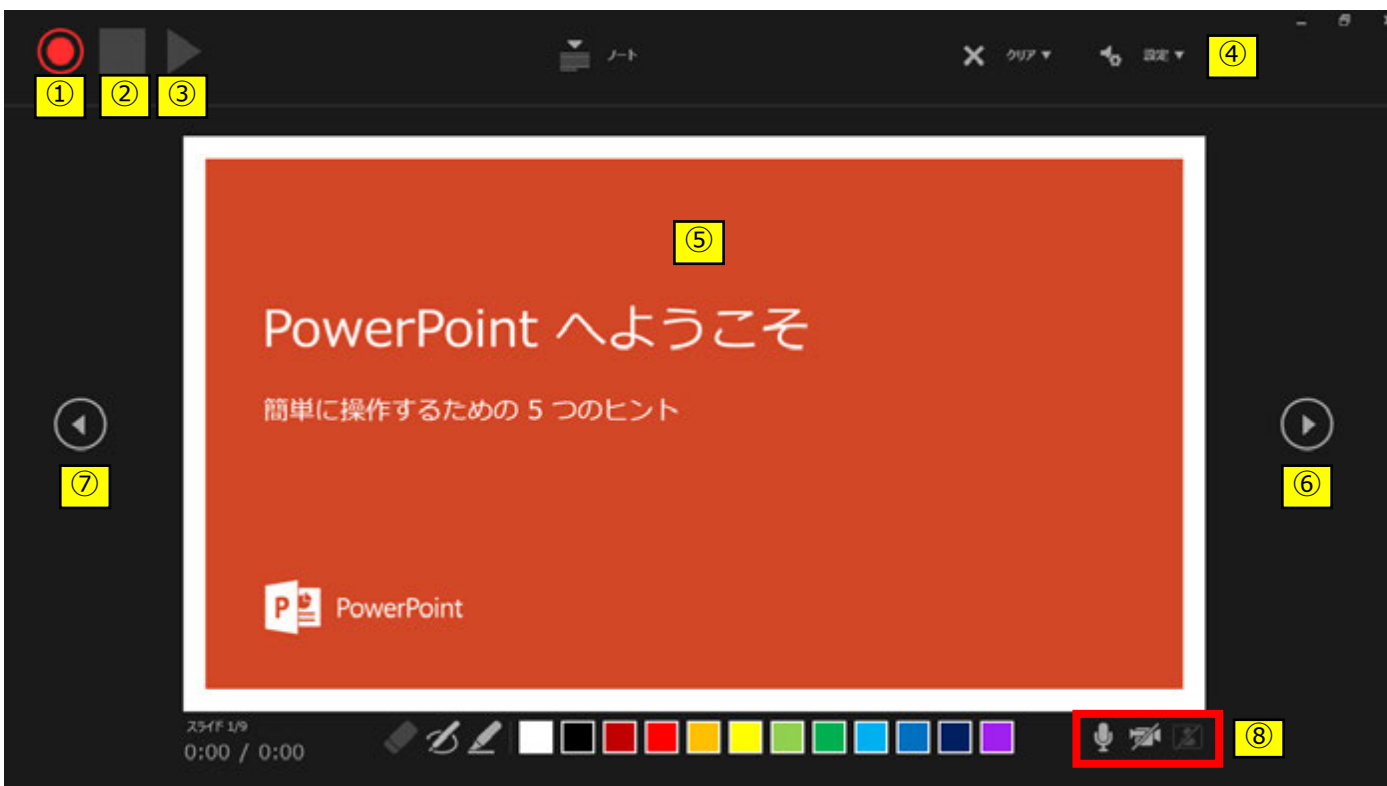 ノート
クリア
設定
④
①
②
③
⑤
PowerPoint へようこそ
簡単に操作するための 5 つのヒント
⑦
⑥
P
PowerPoint
スライド 1/9
0:00 / 0:00
⑧